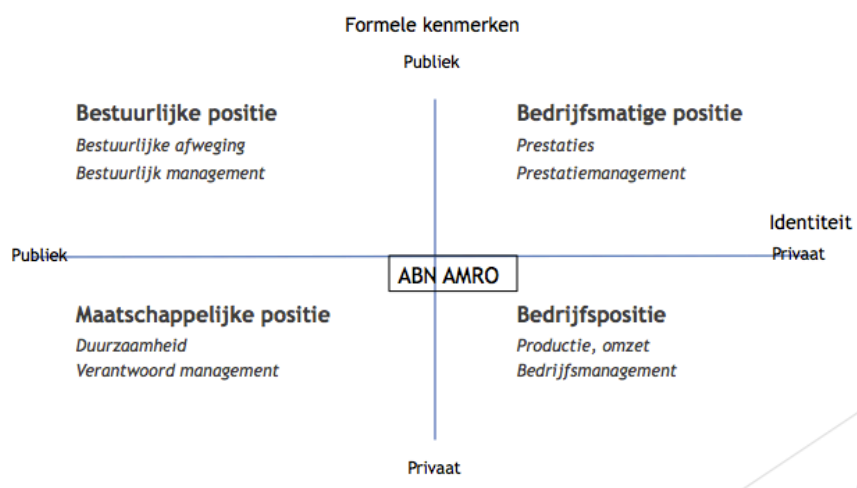 Formele kenmerken
Publiek
Bestuurlijke positie
Bestuurlijke afweging
Bestuurlijk management
Bedrijfsmatige positie
Prestaties
Prestatiemanagement
Identiteit
Publiek
Privaat
ABN AMRO
Maatschappelijke positie
Duurzaamheid
Verantwoord management
Bedrijfspositie
Productie, omzet
Bedrijfsmanagement
Privaat